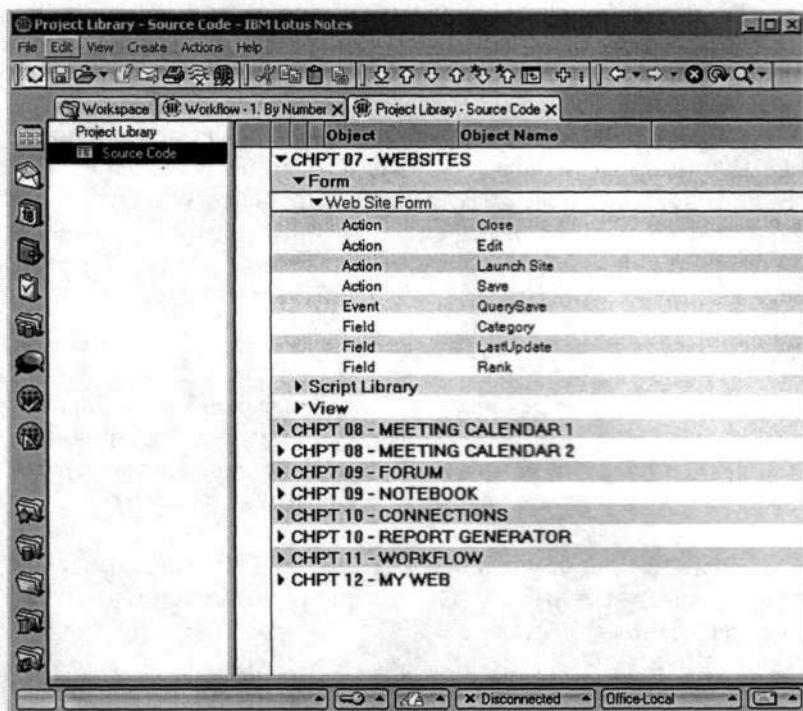 Project Library - Source Code - IBM Lotus Notes
File Edit View Create Actions Help
Workspace Workflow - 1. By Number Project Library - Source Code
Project Library
Source Code
Object Object Name
CHPT 07 - WEBSITES
Form
Web Site Form
Action Close
Action Edit
Action Launch Site
Action Save
Event QuerySave
Field Category
Field LastUpdate
Field Rank
Script Library
View
CHPT 08 - MEETING CALENDAR 1
CHPT 08 - MEETING CALENDAR 2
CHPT 09 - FORUM
CHPT 09 - NOTEBOOK
CHPT 10 - CONNECTIONS
CHPT 10 - REPORT GENERATOR
CHPT 11 - WORKFLOW
CHPT 12 - MY WEB
Disconnected Office-Local